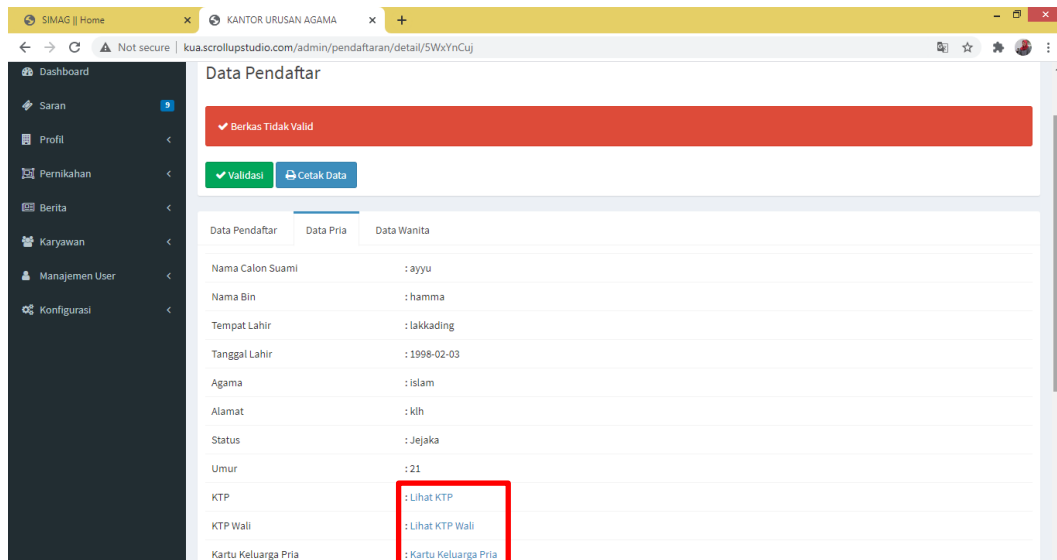 SIMAG || Home
KANTOR URUSAN AGAMA
Not secure | kua.scrollupstudio.com/admin/pendaftaran/detail/5WxYnCuj
Dashboard
Saran 9
Profil
Pernikahan
Berita
Karyawan
Manajemen User
Konfigurasi
Data Pendaftar
Berkas Tidak Valid
Validasi
Cetak Data
Data Pendaftar Data Pria Data Wanita
Nama Calon Suami : ayyu
Nama Bin : hamma
Tempat Lahir : lakkading
Tanggal Lahir : 1998-02-03
Agama : islam
Alamat : klh
Status : Jejaka
Umur : 21
KTP : Lihat KTP
KTP Wali : Lihat KTP Wali
Kartu Keluarga Pria : Kartu Keluarga Pria